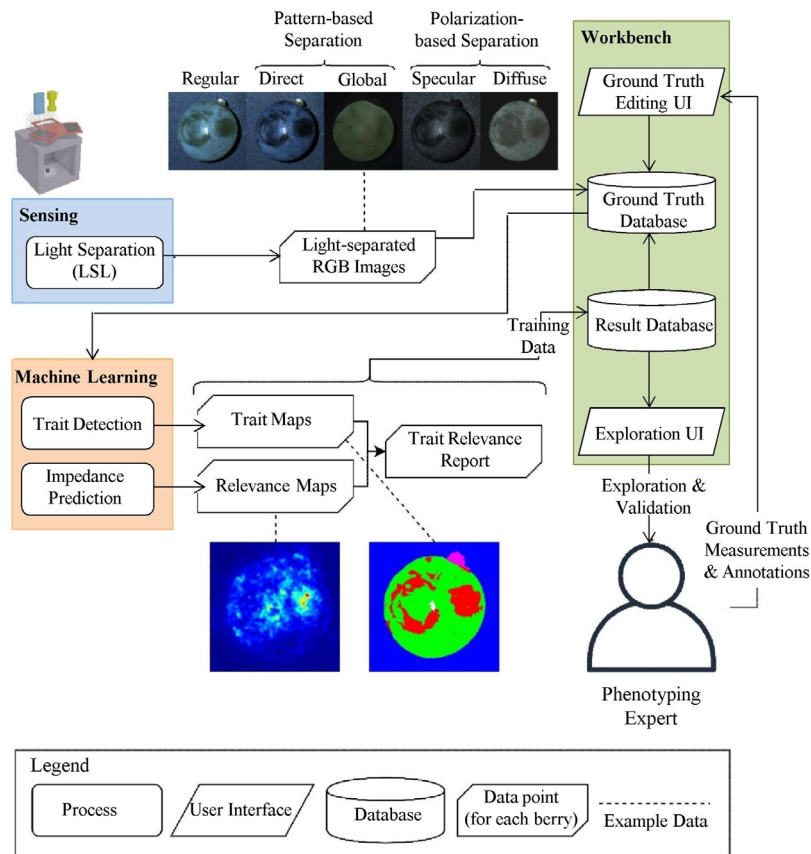 Pattern-based
Separation
Polarization-
based Separation
Regular
Direct
Global
Specular
Diffuse
Workbench
Ground Truth
Editing UI
Ground Truth
Database
Sensing
Light Separation
(LSL)
Light-separated
RGB Images
Training
Data
Result Database
Machine Learning
Trait Detection
Trait Maps
Trait Relevance
Report
Exploration UI
Impedance
Prediction
Relevance Maps
Exploration &
Validation
Ground Truth
Measurements
& Annotations
Phenotyping
Expert
Legend
Process
User Interface
Database
Data point
(for each berry)
Example Data